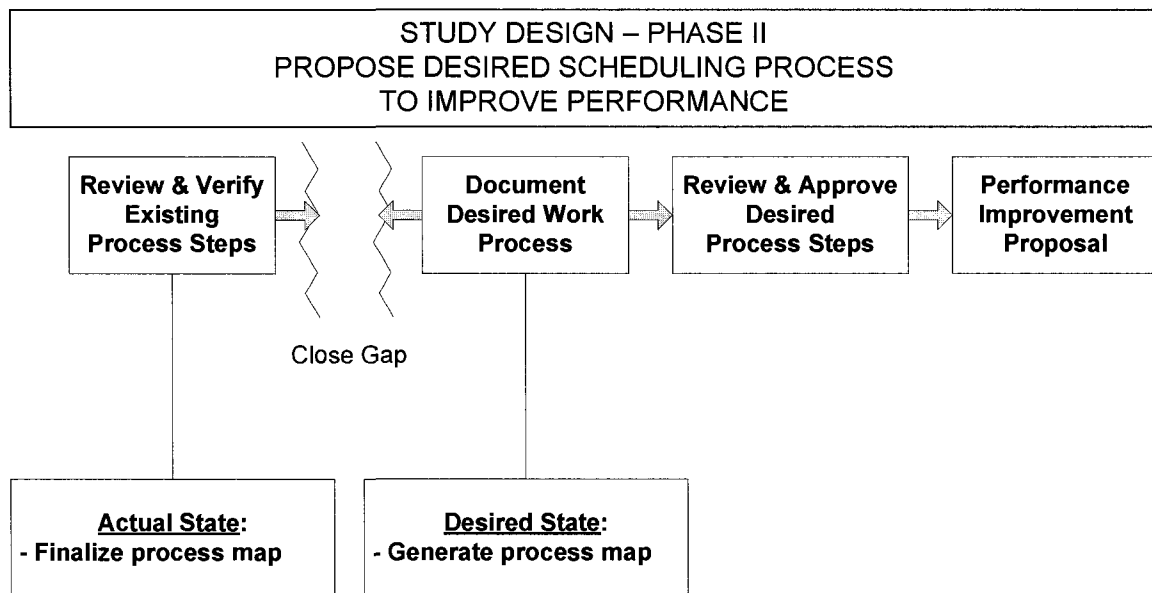 STUDY DESIGN – PHASE II
PROPOSE DESIRED SCHEDULING PROCESS
TO IMPROVE PERFORMANCE
Review & Verify
Existing
Process Steps
Close Gap
Document
Desired Work
Process
Review & Approve
Desired
Process Steps
Performance
Improvement
Proposal
Actual State:
- Finalize process map
Desired State:
- Generate process map